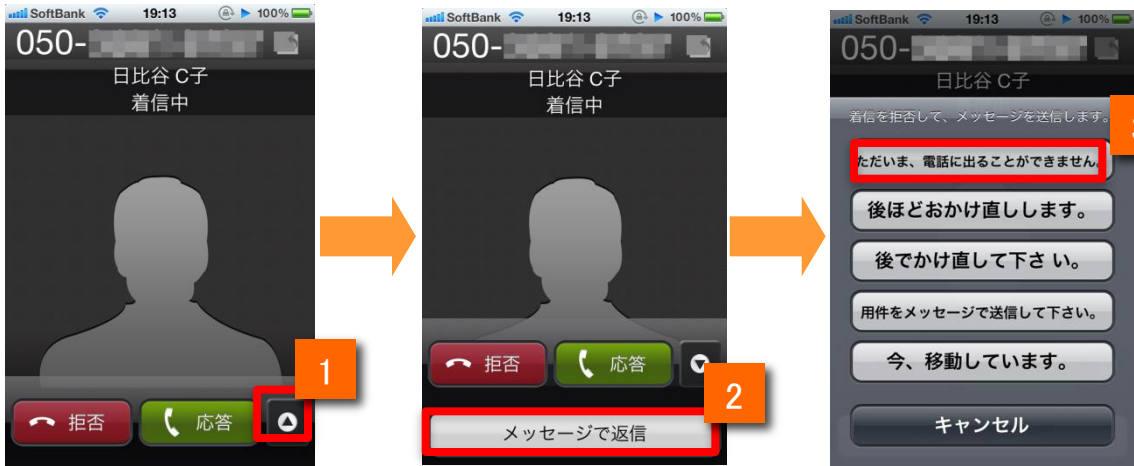 SoftBank 19:13 100%
050-
日比谷 C子
着信中
1
拒否 応答
SoftBank 19:13 100%
050-
日比谷 C子
着信中
拒否 応答
2
メッセージで返信
SoftBank 19:13 100%
050-
日比谷 C子
着信を拒否して、メッセージを送信します。
ただいま、電話に出ることができません。
後ほどおかけ直しします。
後でかけ直して下さ い。
用件をメッセージで送信して下さい。
今、移動しています。
キャンセル